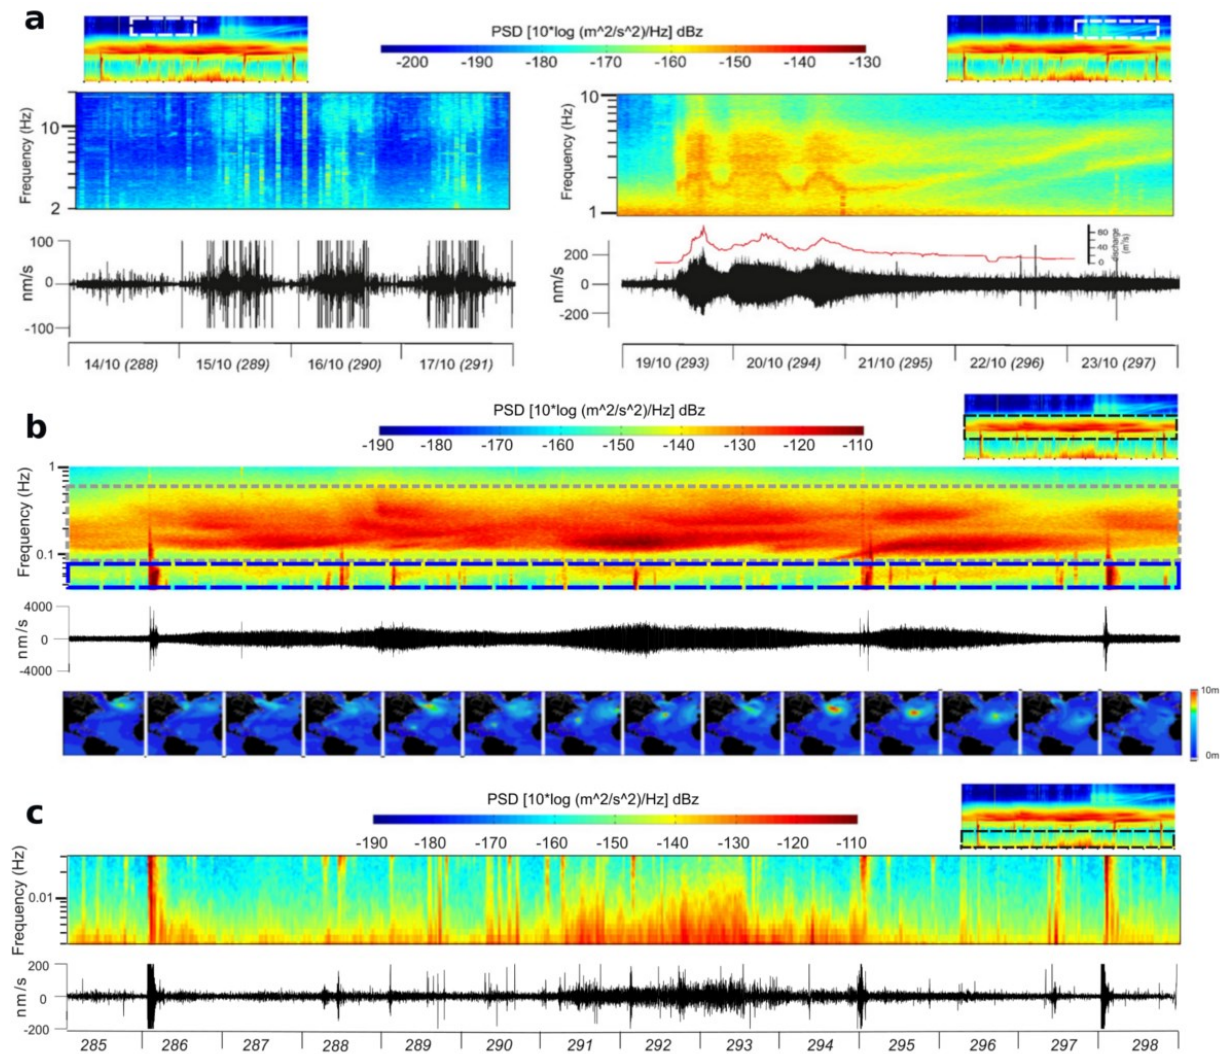 a
PSD [10*log (m^2/s^2)/Hz] dBz
-200 -190 -180 -170 -160 -150 -140 -130
Frequency (Hz)
10
2
Frequency (Hz)
10
1
nm/s
100
0
-100
nm/s
200
0
-200
80
40
0
discharge
(m³/s)
14/10 (288) 15/10 (289) 16/10 (290) 17/10 (291)
19/10 (293) 20/10 (294) 21/10 (295) 22/10 (296) 23/10 (297)
b
PSD [10*log (m^2/s^2)/Hz] dBz
-190 -180 -170 -160 -150 -140 -130 -120 -110
Frequency (Hz)
1
0.1
nm/s
4000
0
-4000
10m
0m
c
PSD [10*log (m^2/s^2)/Hz] dBz
-190 -180 -170 -160 -150 -140 -130 -120 -110
Frequency (Hz)
0.01
nm/s
200
0
-200
285 286 287 288 289 290 291 292 293 294 295 296 297 298